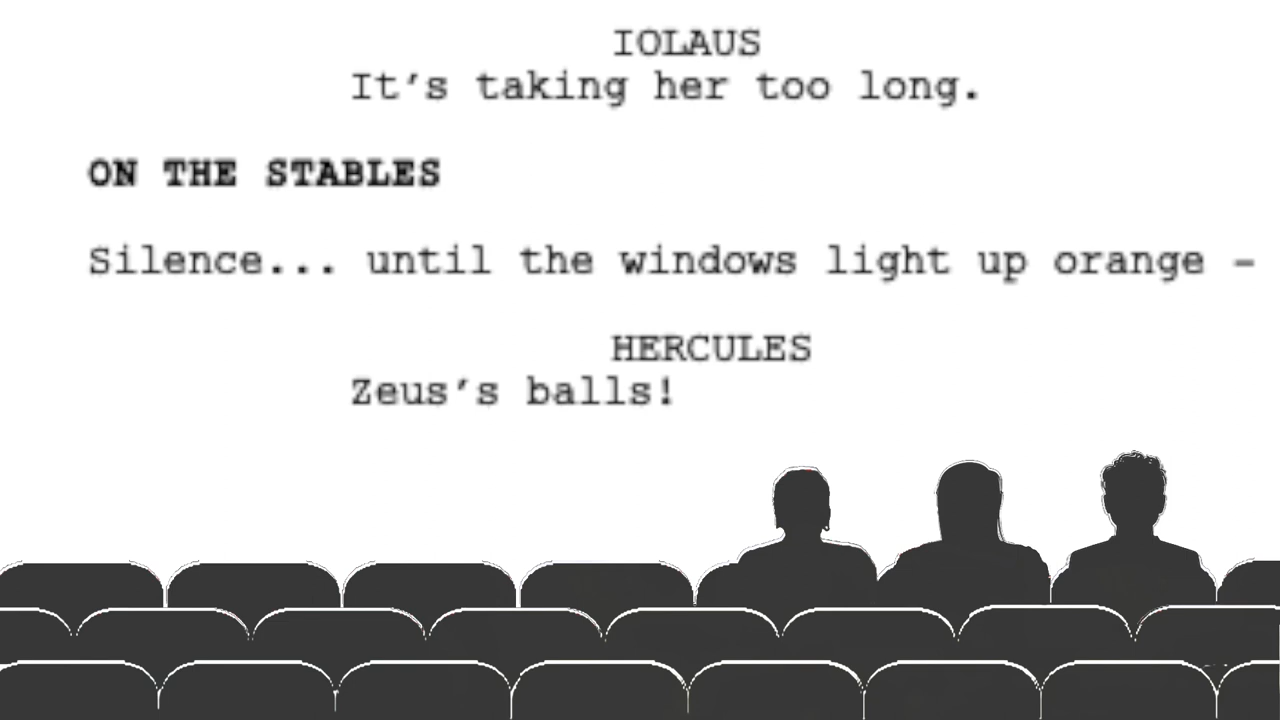 IOLAUS
It's taking her too long.
ON THE STABLES
Silence... until the windows light up orange –
HERCULES
Zeus's balls!